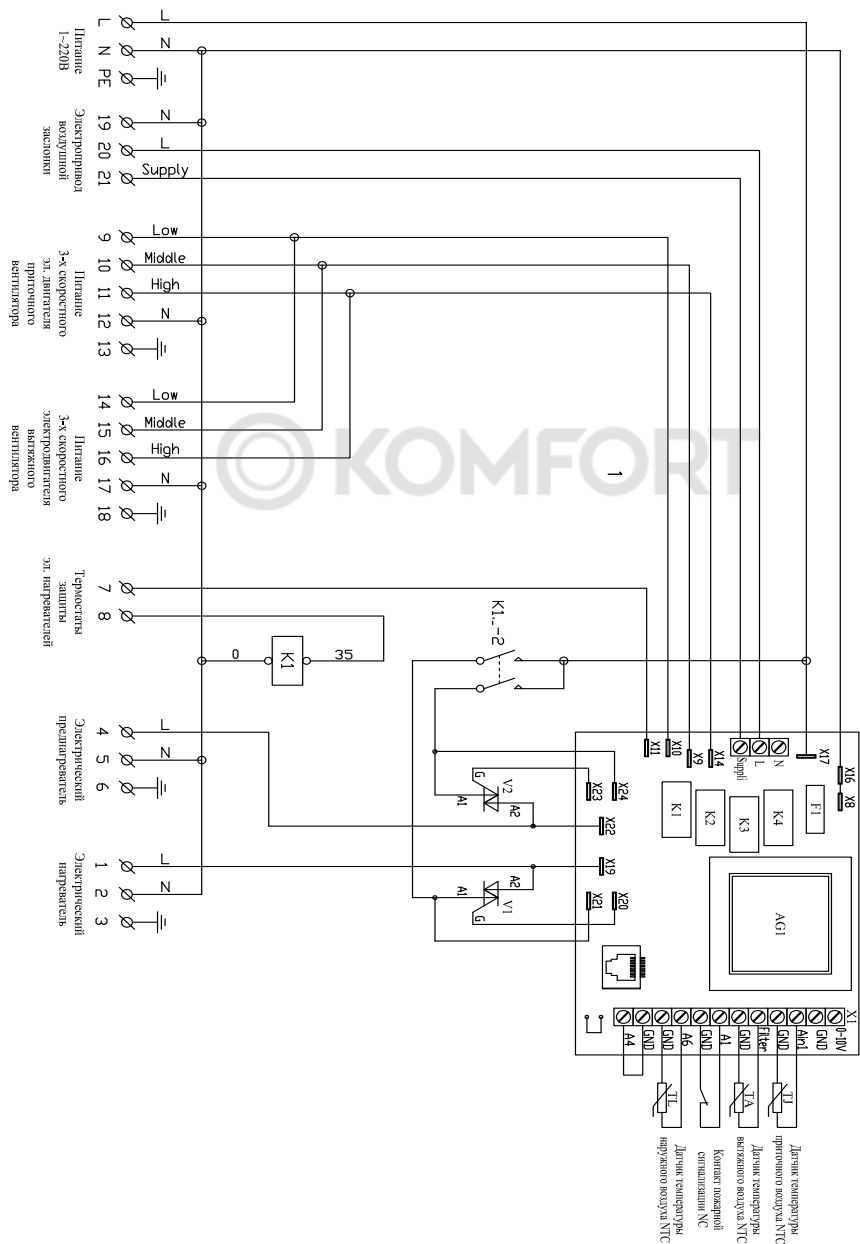 L
L
Питание
1~220В
N
N
PE
Электропривод
воздушной
заслонки
19
N
20
L
21
Supply
Питание
3-х скоростного
эл. двигателя
приточного
вентилятора
9
Low
10
Middle
11
High
12
N
13
Питание
3-х скоростного
электродвигателя
вытяжного
вентилятора
14
Low
15
Middle
16
High
17
N
18
KOMFORT
1
Термостаты
защиты
эл. нагревателей
7
8
0
K1
35
K1.-2
Электрический
преднагреватель
4
L
5
N
6
Электрический
нагреватель
1
L
2
N
3
G
V2
A1
A2
A1
A2
G
V1
X11
X10
X9
X14
Suppli
L
N
X17
X16
X8
X23
X24
X22
X19
X21
X20
K1
K2
K3
K4
F1
AG1
X1
0-10V
GND
Ain1
GND
Filter
GND
A1
GND
A6
GND
GND
A4
TJ
TA
TL
Датчик температуры
приточного воздуха NTC
Датчик температуры
вытяжного воздуха NTC
Контакт пожарной
сигнализации NC
Датчик температуры
наружного воздуха NTC